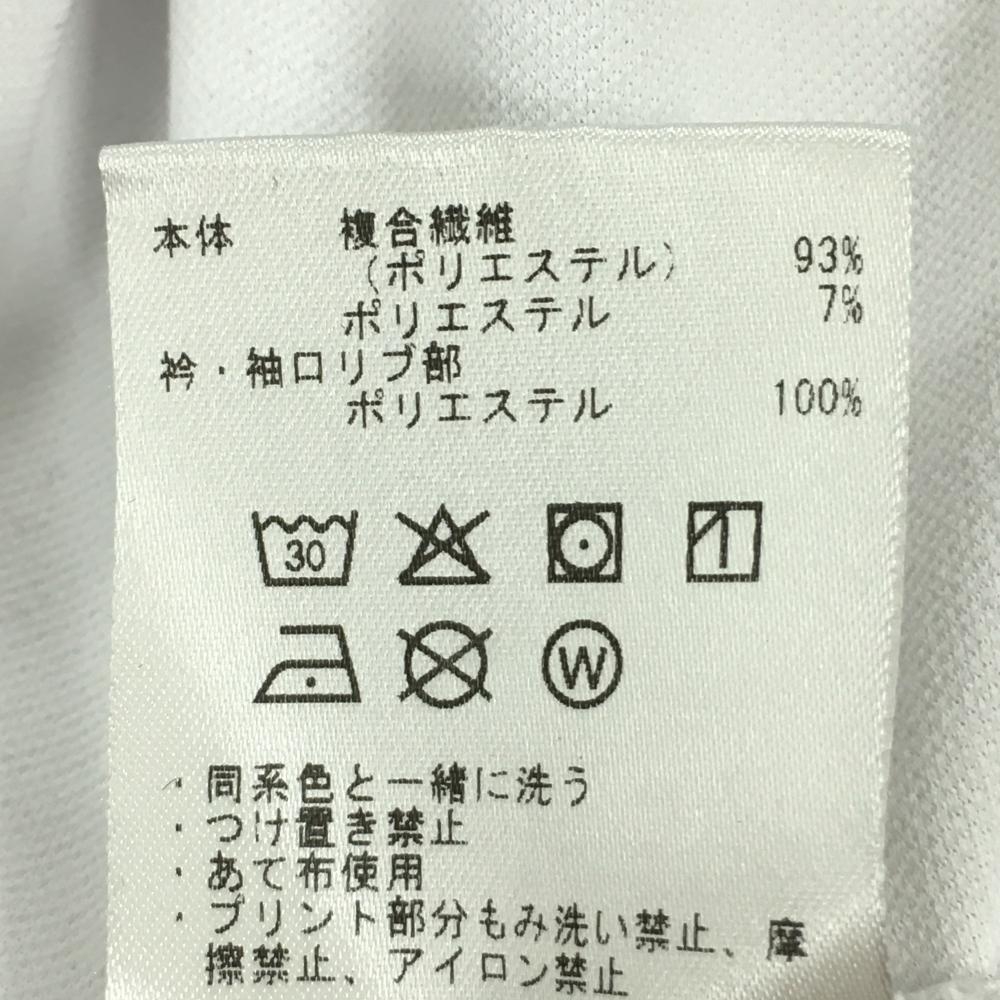 本体 複合繊維
(ポリエステル) 93%
ポリエステル 7%
衿・袖口リブ部
ポリエステル 100%
30
W
・同系色と一緒に洗う
・つけ置き禁止
・あて布使用
・プリント部分もみ洗い禁止、摩
擦禁止、アイロン禁止